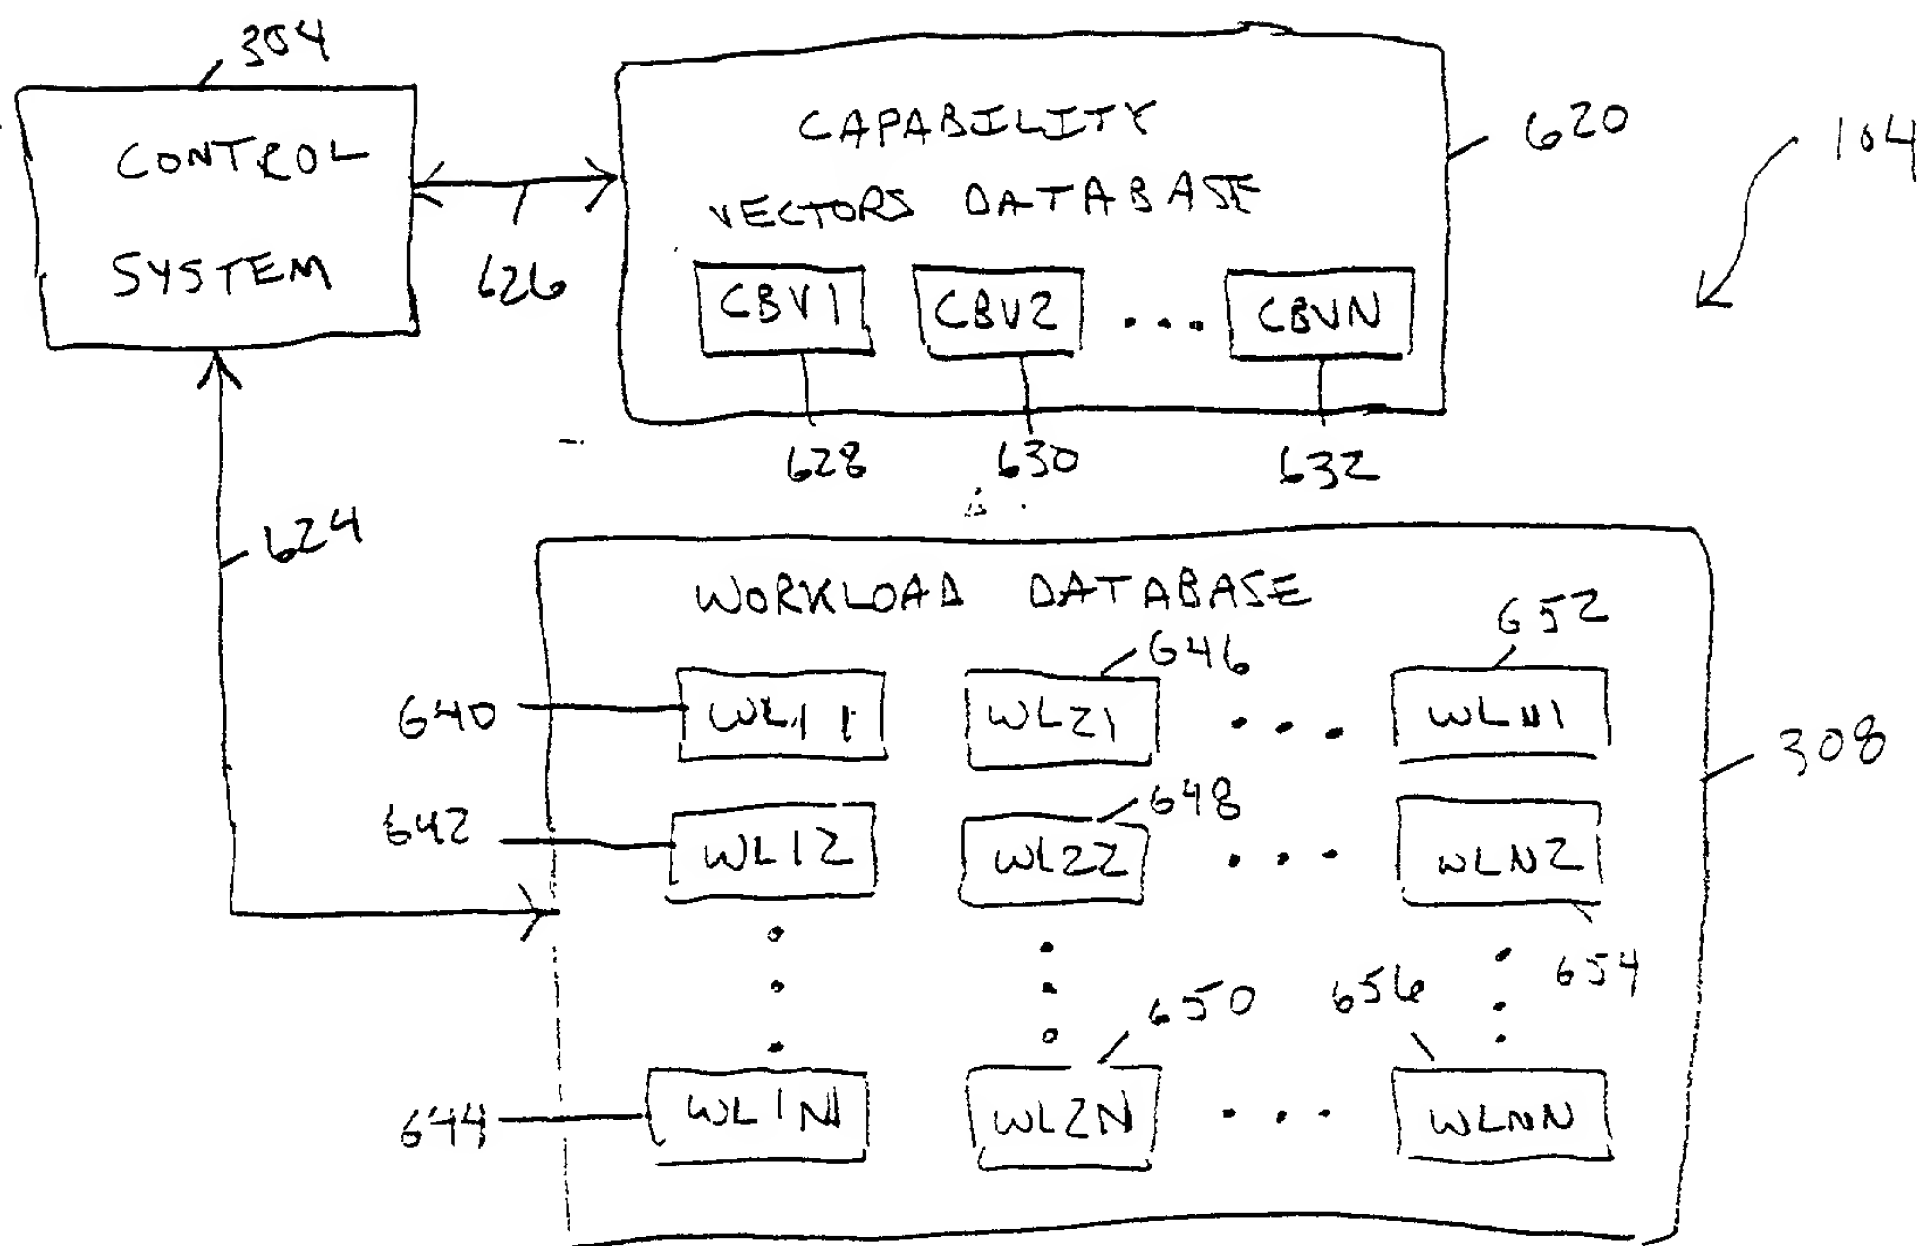 304
CONTROL
SYSTEM
626
CAPABILITY
VECTORS DATABASE
CBV1 CBV2 ... CBVN
628 630 632
620
104
624
WORKLOAD DATABASE
640 WL11 646 WL21 ... 652 WLN1
308
642 WL12 648 WL22 ... WLN2 654
644 WL1N 650 WL2N ... 656 WLNN